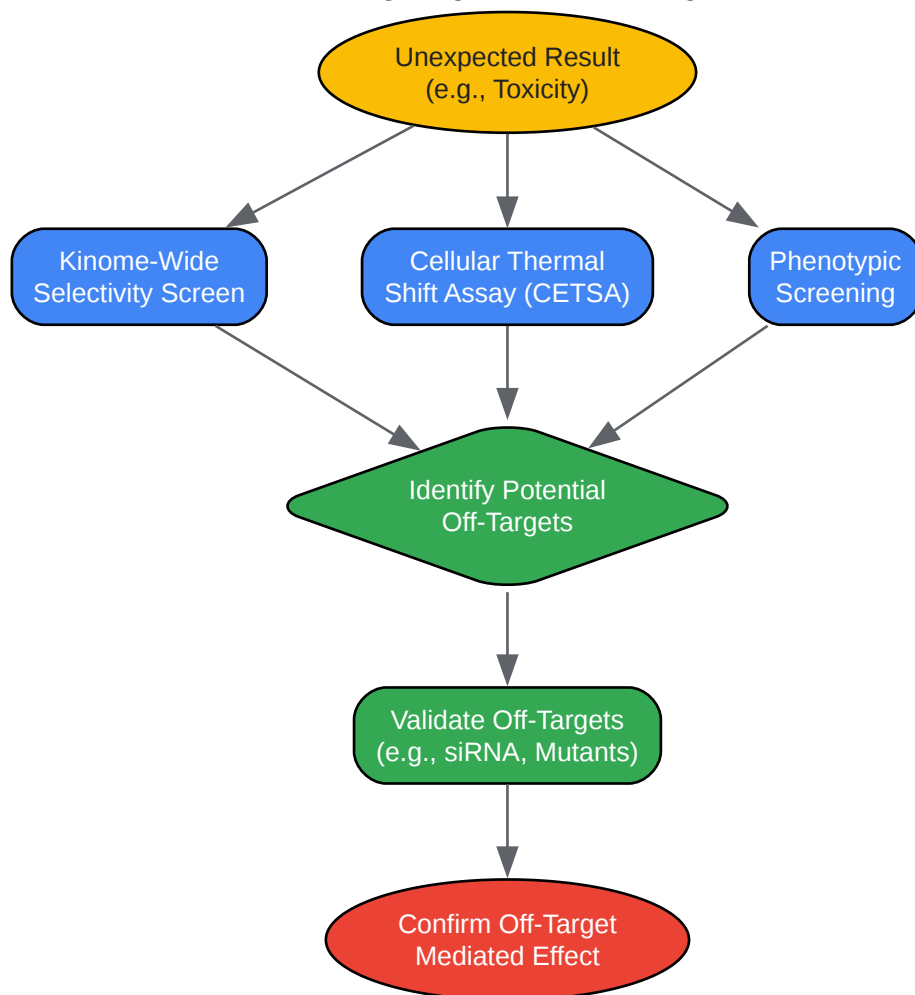 Unexpected Result
(e.g., Toxicity)
Kinome-Wide
Selectivity Screen
Cellular Thermal
Shift Assay (CETSA)
Phenotypic
Screening
Identify Potential
Off-Targets
Validate Off-Targets
(e.g., siRNA, Mutants)
Confirm Off-Target
Mediated Effect